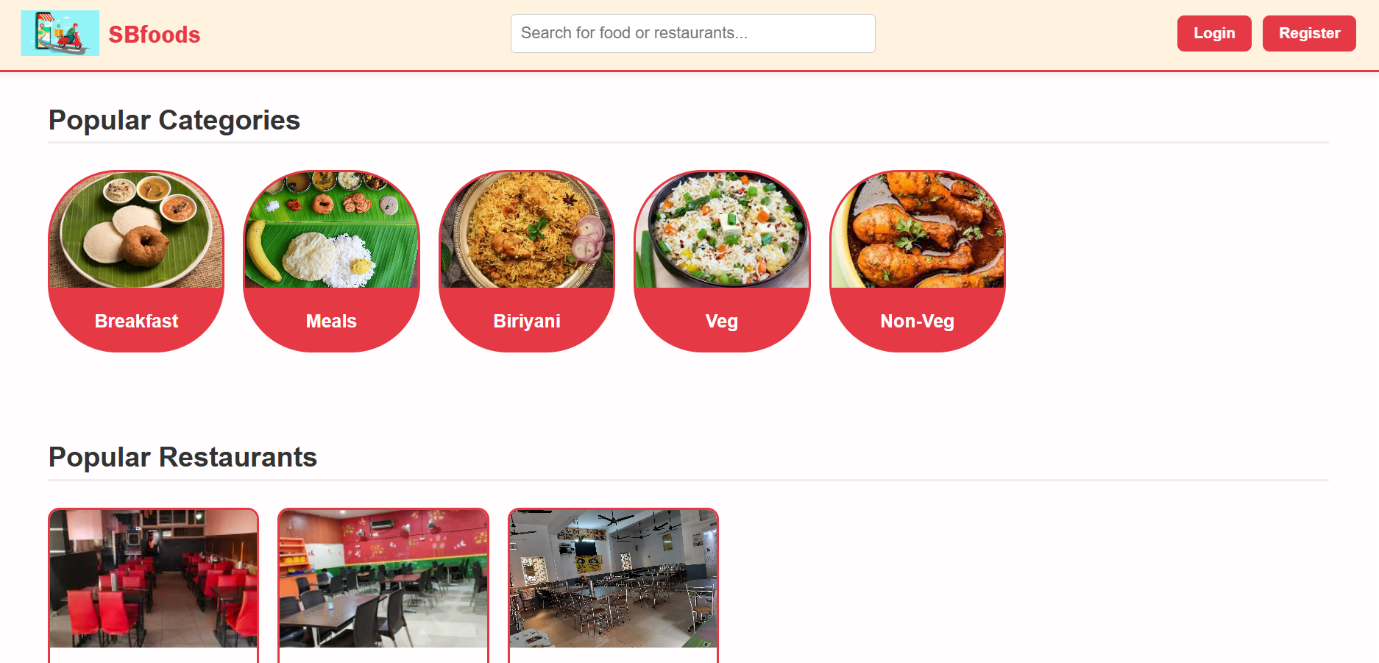 SBfoods
Search for food or restaurants...
Login
Register
Popular Categories
Breakfast
Meals
Biriyani
Veg
Non-Veg
Popular Restaurants